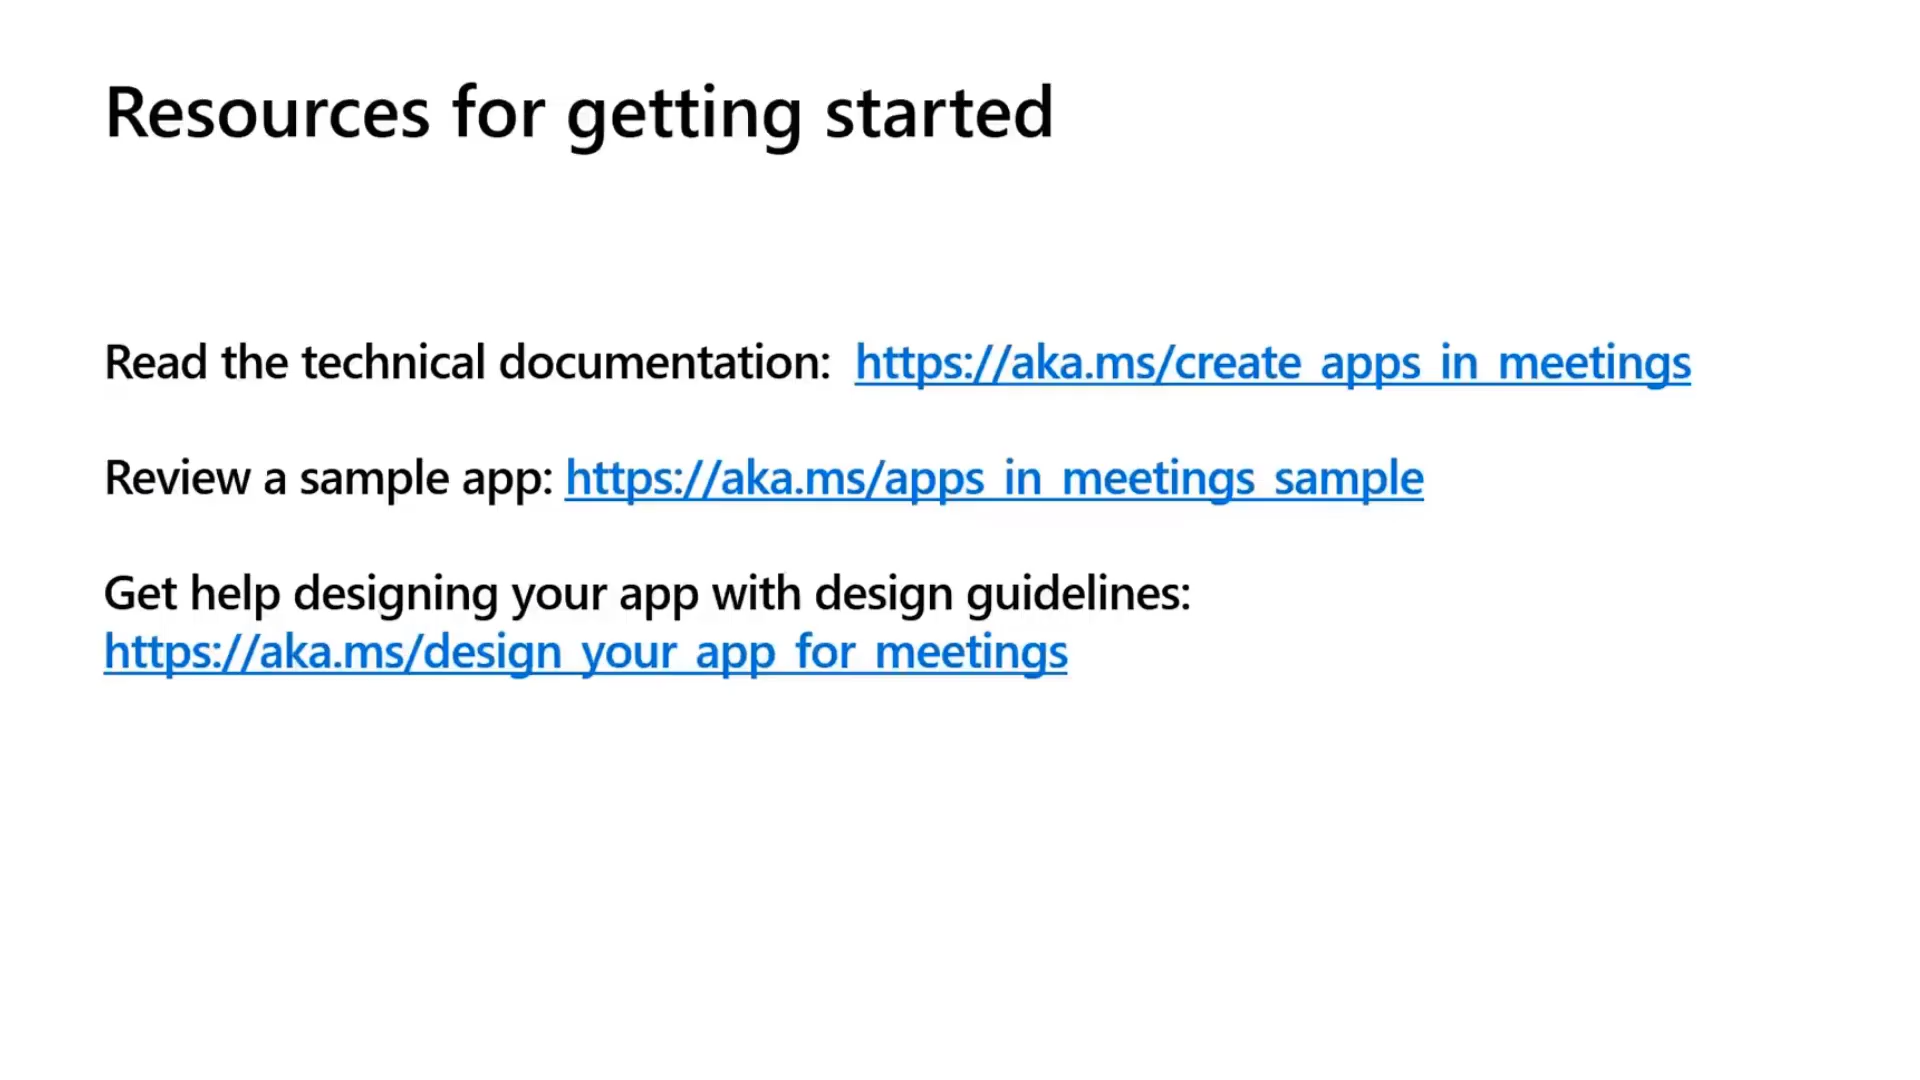 Resources for getting started
Read the technical documentation:  https://aka.ms/create_apps_in_meetings
Review a sample app: https://aka.ms/apps_in_meetings_sample
Get help designing your app with design guidelines:
https://aka.ms/design_your_app_for_meetings